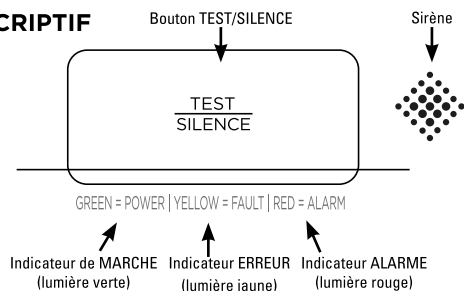 CRIPTIF
Bouton TEST/SILENCE
Sirène
TEST
SILENCE
GREEN = POWER | YELLOW = FAULT | RED = ALARM
Indicateur de MARCHE
(lumière verte)
Indicateur ERREUR
(lumière jaune)
Indicateur ALARME
(lumière rouge)